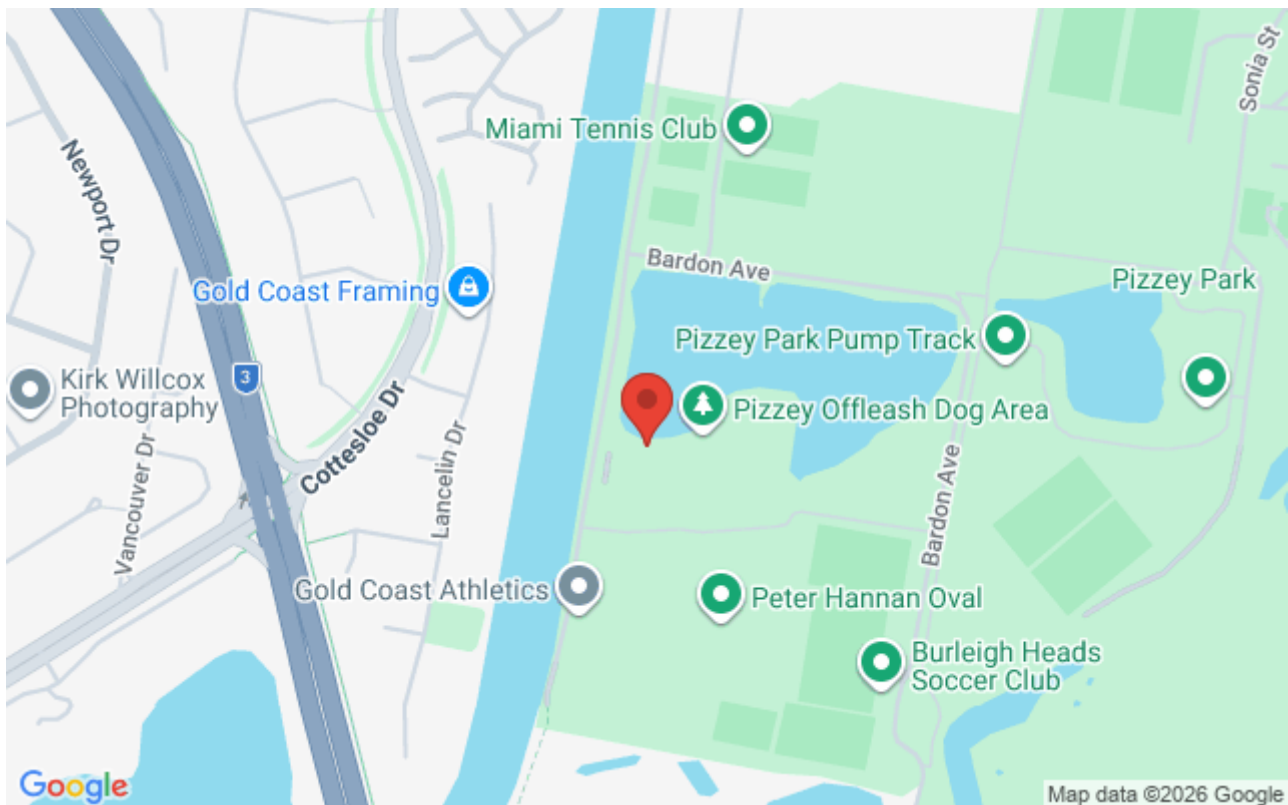 Sonia St
Miami Tennis Club
Newport Dr
Bardon Ave
Gold Coast Framing
Pizzey Park
Pizzey Park Pump Track
3
Kirk Willcox
Photography
Pizzey Offleash Dog Area
Cottesloe Dr
Lancelin Dr
Vancouver Dr
Bardon Ave
Gold Coast Athletics
Peter Hannan Oval
Burleigh Heads
Soccer Club
Google
Map data ©2026 Google